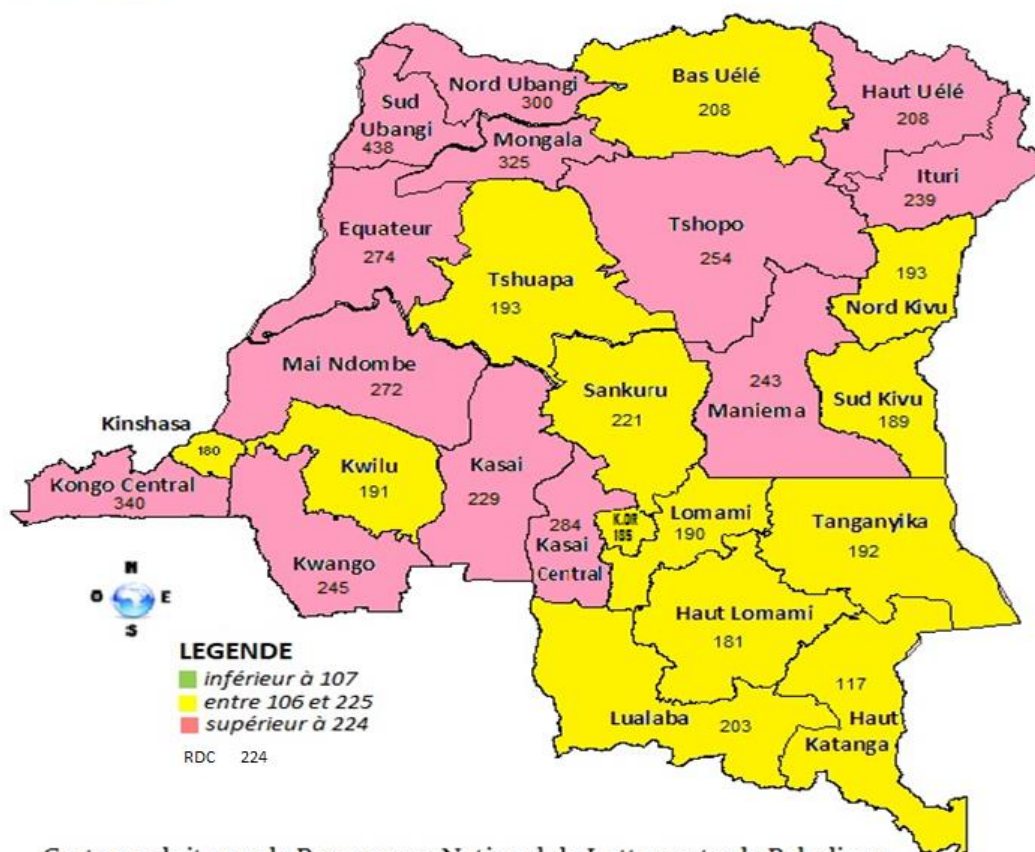 Nord Ubangi
300
Bas Uélé
208
Haut Uélé
208
Sud
Ubangi
438
Mongala
325
Ituri
239
Equateur
274
Tshopo
254
Tshuapa
193
193
Nord Kivu
Mai Ndombe
272
Sankuru
221
243
Maniema
Sud Kivu
189
Kinshasa
180
Kwilu
191
Kasai
229
Kongo Central
340
284
Kasai
Central
K.OR
Lomami
190
Tanganyika
192
Kwango
245
N
O E
S
Haut Lomami
181
117
Haut
Katanga
Lualaba
203
LEGENDE
inférieur à 107
entre 106 et 225
supérieur à 224
RDC 224